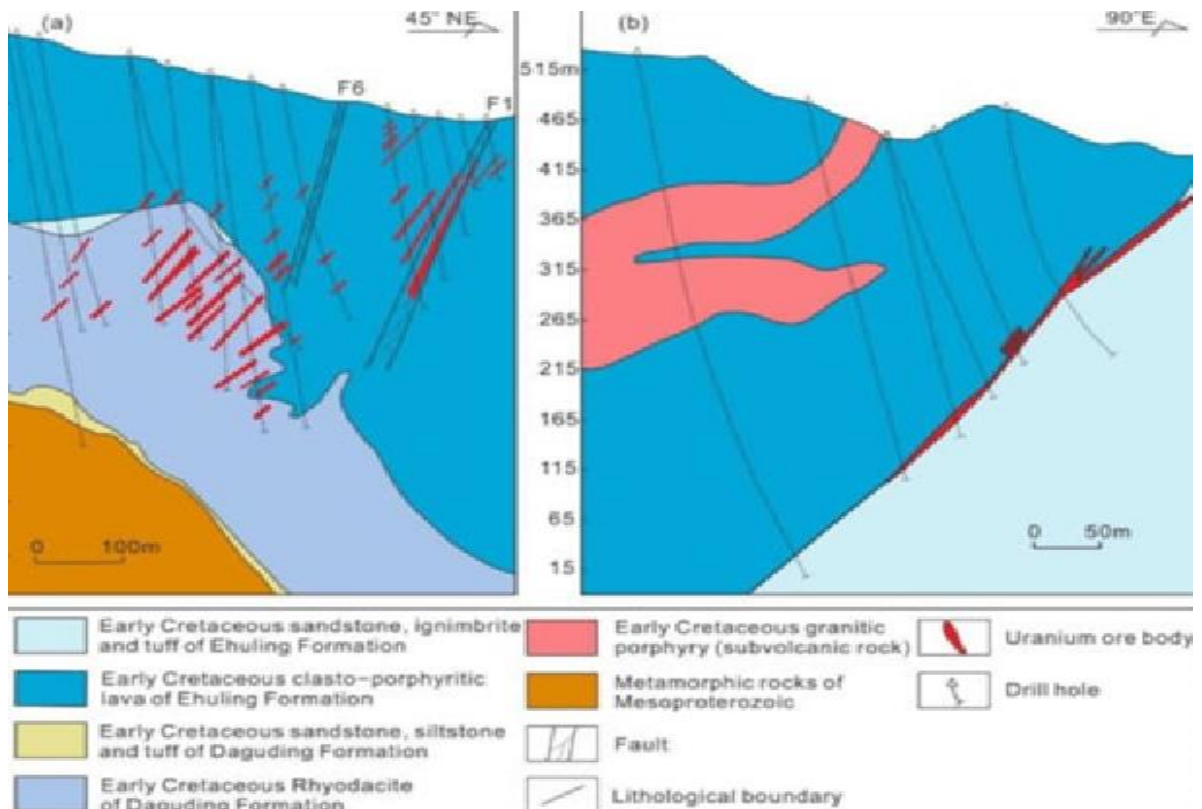 (a)
45° NE
F6
F1
0 100m
(b)
90°E
515m
465
415
365
315
265
215
165
115
65
15
0 50m
Early Cretaceous sandstone, ignimbrite
and tuff of Ehuling Formation
Early Cretaceous clasto-porphyritic
lava of Ehuling Formation
Early Cretaceous sandstone, siltstone
and tuff of Daguding Formation
Early Cretaceous Rhyodacite
of Daguding Formation
Early Cretaceous granitic
porphyry (subvolcanic rock)
Metamorphic rocks of
Mesoproterozoic
Fault
Lithological boundary
Uranium ore body
Drill hole